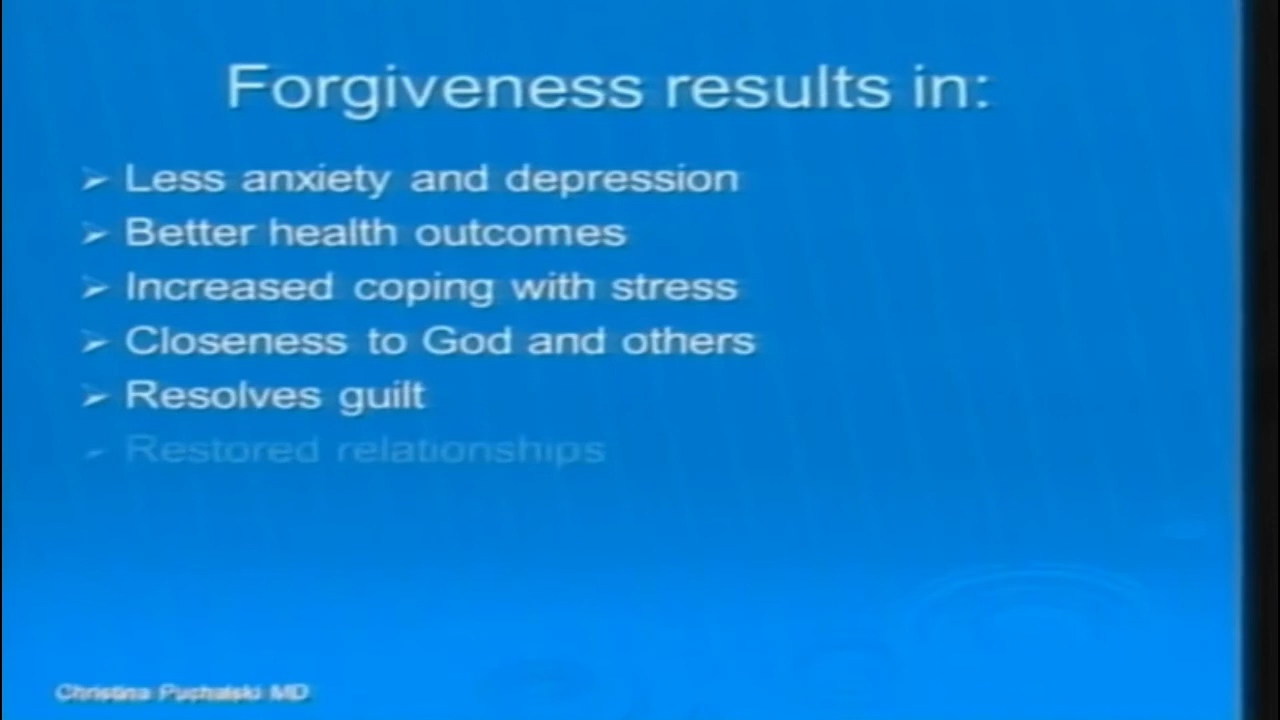 Forgiveness results in:
Less anxiety and depression
Better health outcomes
Increased coping with stress
Closeness to God and others
Resolves guilt
Restored relationships
Christina Puchalski MD